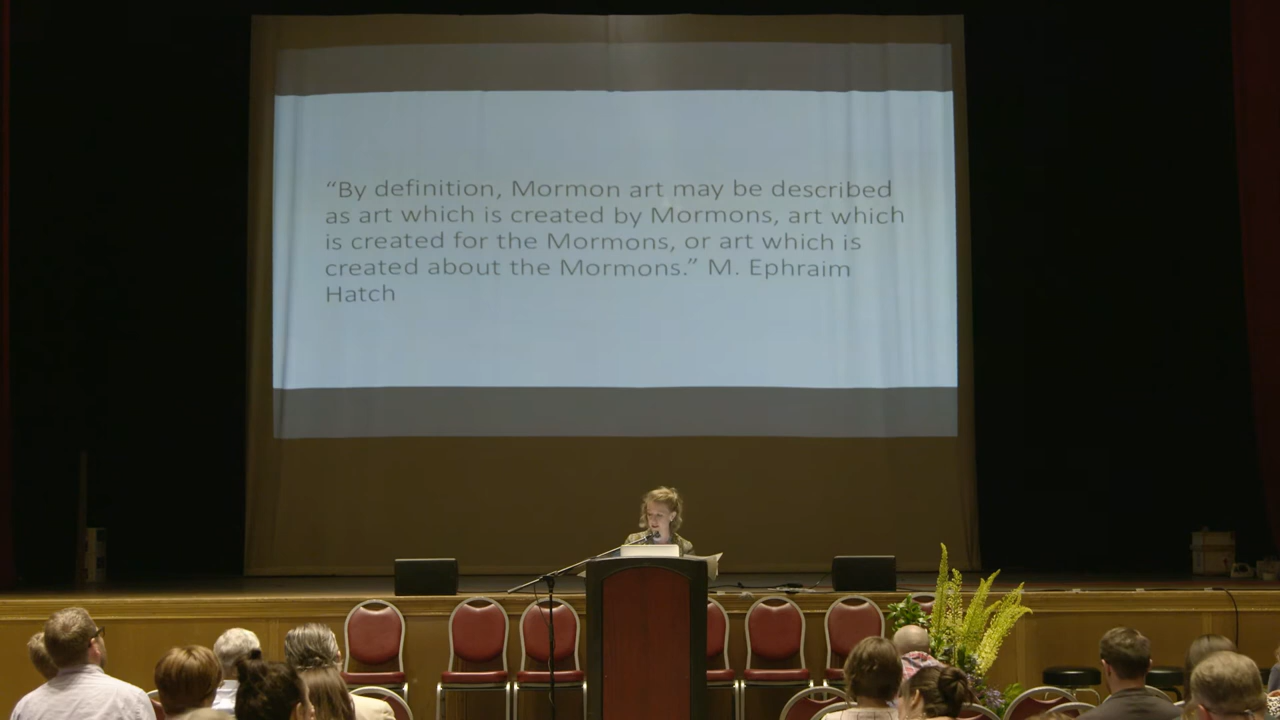 “By definition, Mormon art may be described
as art which is created by Mormons, art which
is created for the Mormons, or art which is
created about the Mormons.” M. Ephraim
Hatch